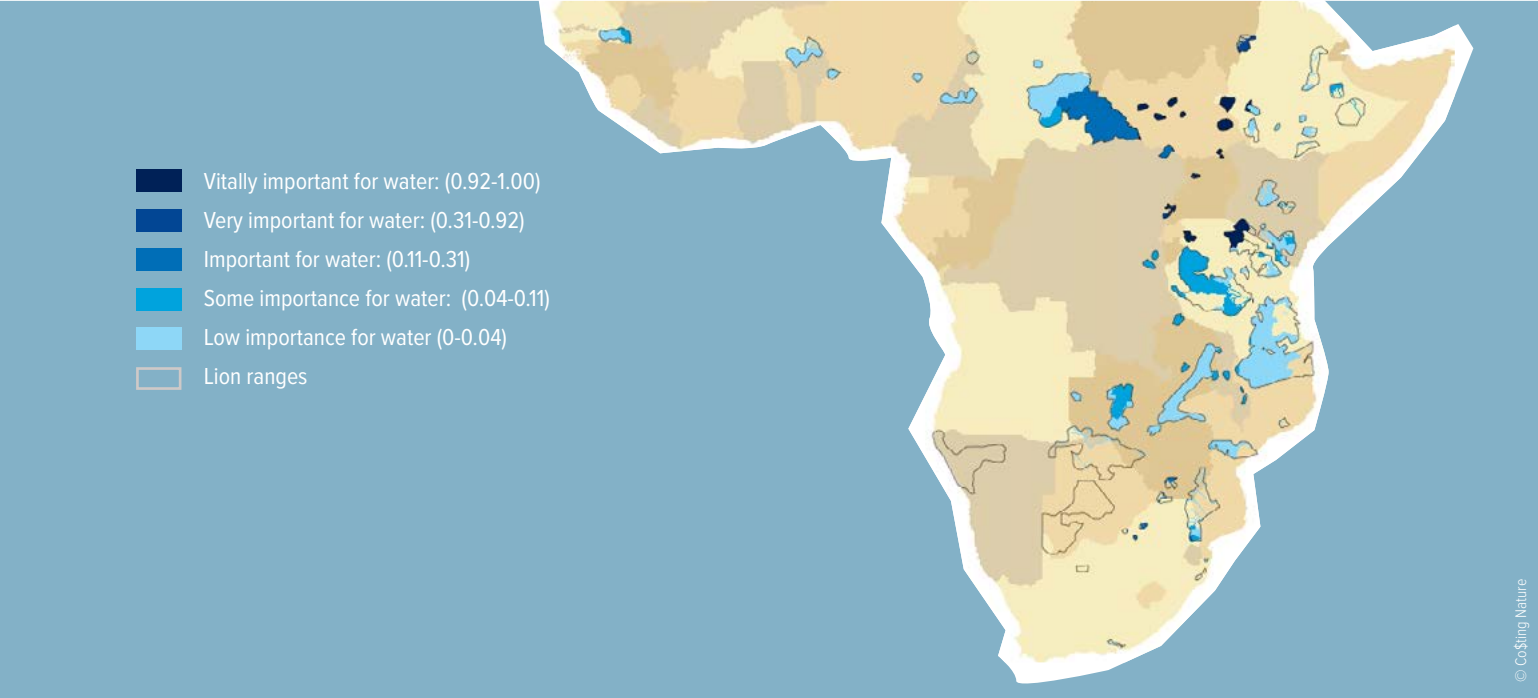 Vitally important for water: (0.92-1.00)
Very important for water: (0.31-0.92)
Important for water: (0.11-0.31)
Some importance for water:  (0.04-0.11)
Low importance for water (0-0.04)
Lion ranges
© Co$ting Nature